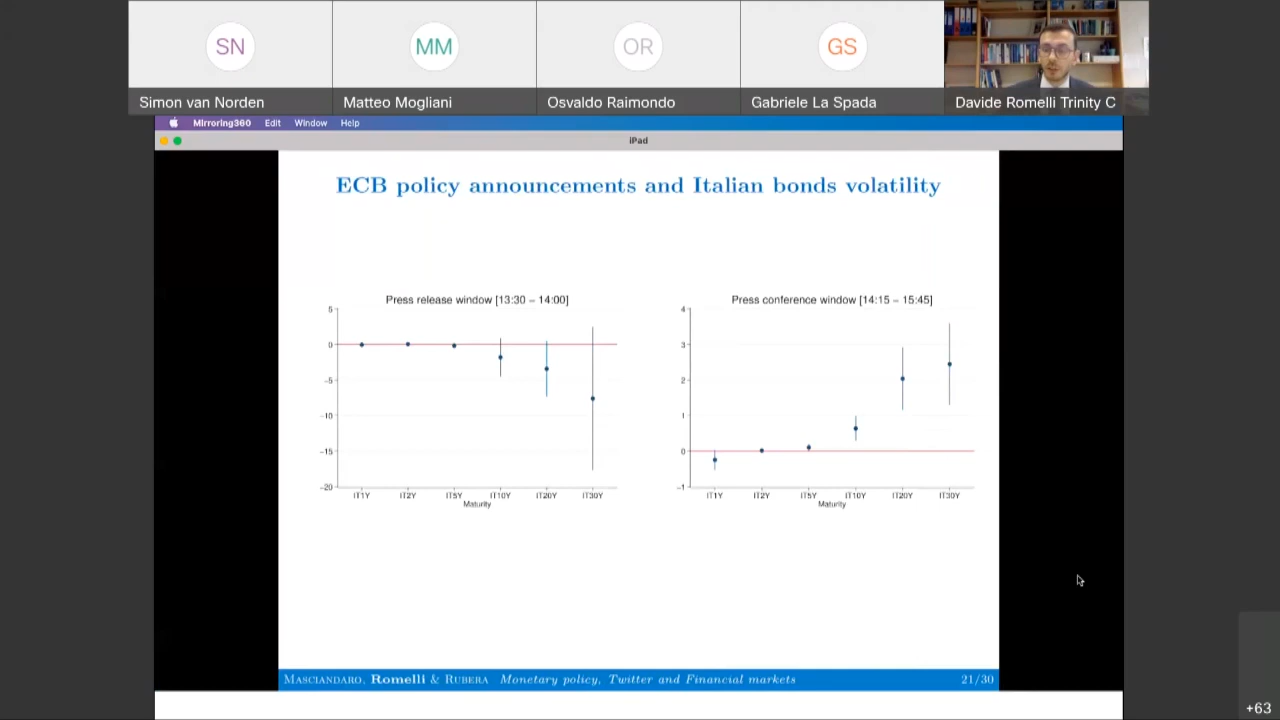 SN
MM
OR
GS
Simon van Norden
Matteo Mogliani
Osvaldo Raimondo
Gabriele La Spada
Davide Romelli Trinity C
Mirroring360 Edit Window Help
iPad
ECB policy announcements and Italian bonds volatility
Press release window [13:30 – 14:00]
5
0
−5
−10
−15
−20
IT1Y IT2Y IT5Y IT10Y IT20Y IT30Y
Maturity
Press conference window [14:15 – 15:45]
4
3
2
1
0
−1
IT1Y IT2Y IT5Y IT10Y IT20Y IT30Y
Maturity
Masciandaro, Romelli & Rubera Monetary policy, Twitter and Financial markets 21/30
+63